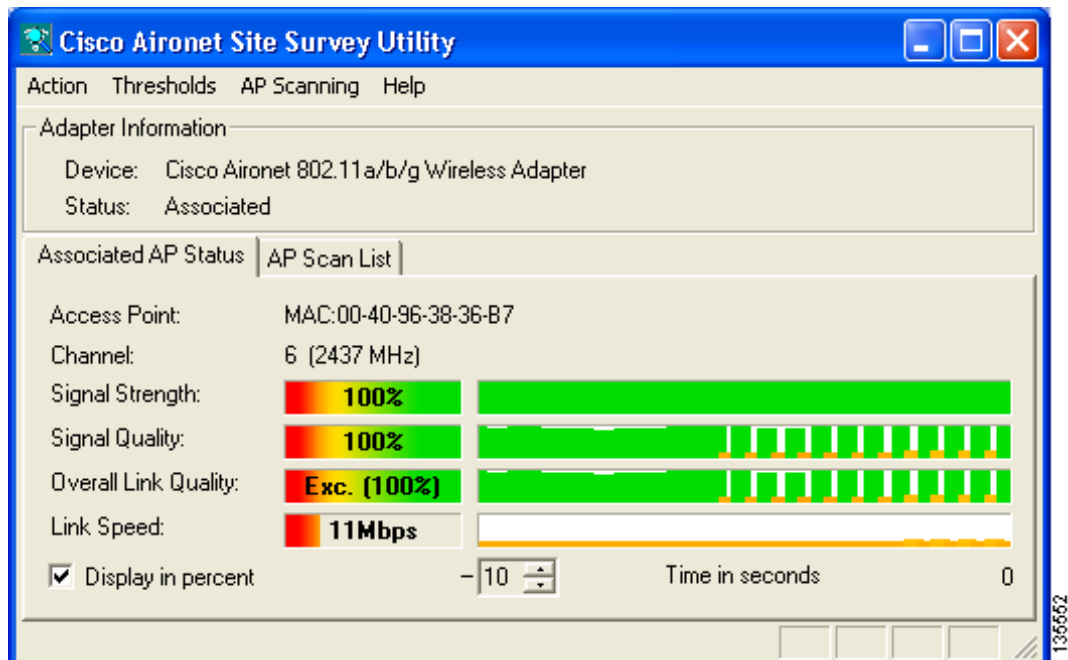 Cisco Aironet Site Survey Utility
Action Thresholds AP Scanning Help
Adapter Information
Device: Cisco Aironet 802.11a/b/g Wireless Adapter
Status: Associated
Associated AP Status AP Scan List
Access Point: MAC:00-40-96-38-36-B7
Channel: 6 (2437 MHz)
Signal Strength: 100%
Signal Quality: 100%
Overall Link Quality: Exc. (100%)
Link Speed: 11Mbps
Display in percent –10 Time in seconds 0
135552